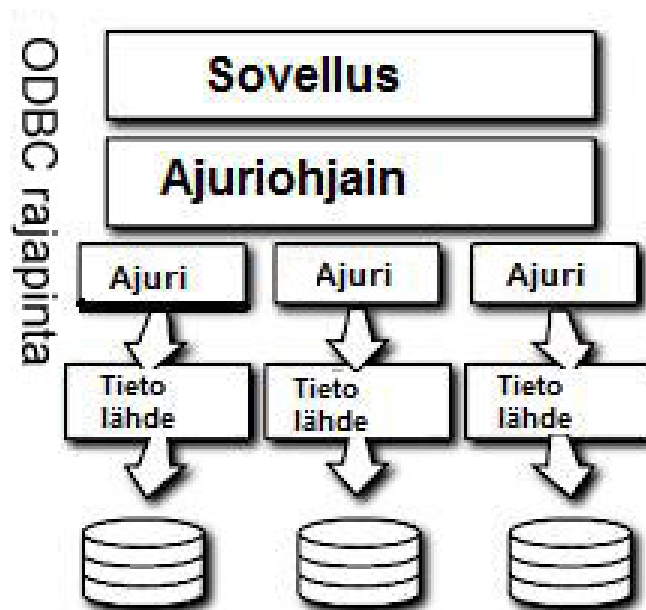 ODBC rajapinta
Sovellus
Ajuriohjain
Ajuri
Ajuri
Ajuri
Tieto
lähde
Tieto
lähde
Tieto
lähde